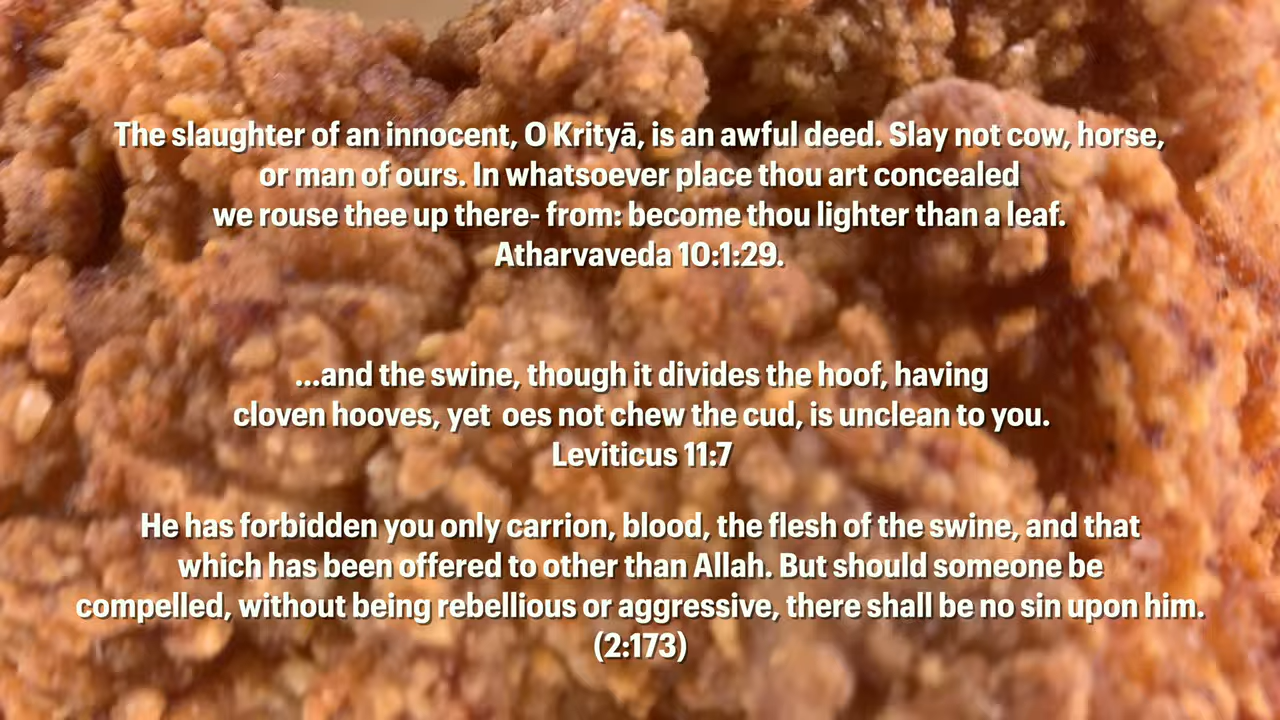 The slaughter of an innocent, O Krityā, is an awful deed. Slay not cow, horse,
or man of ours. In whatsoever place thou art concealed
we rouse thee up there- from: become thou lighter than a leaf.
Atharvaveda 10:1:29.
...and the swine, though it divides the hoof, having
cloven hooves, yet  oes not chew the cud, is unclean to you.
Leviticus 11:7
He has forbidden you only carrion, blood, the flesh of the swine, and that
which has been offered to other than Allah. But should someone be
compelled, without being rebellious or aggressive, there shall be no sin upon him.
(2:173)